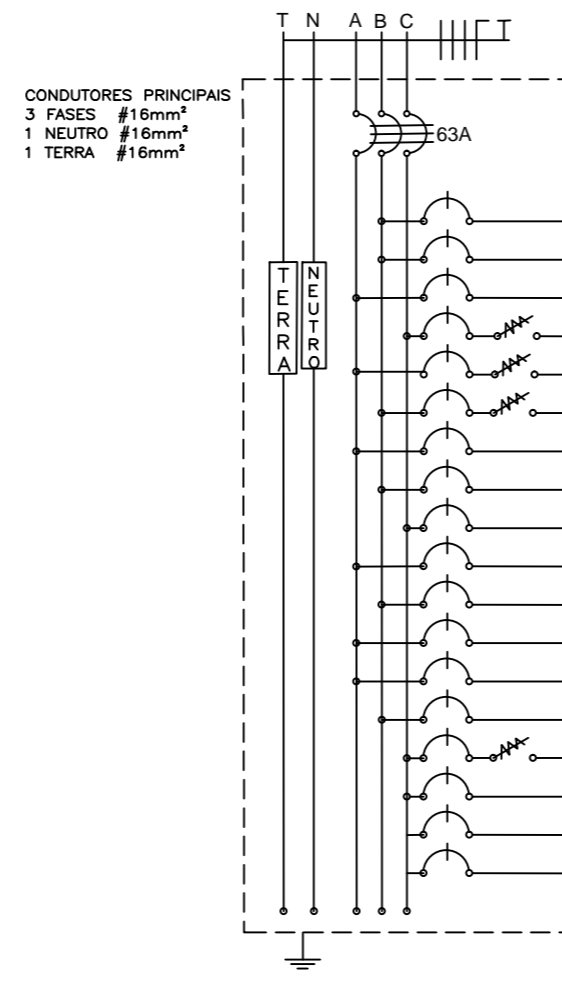 T N A B C
CONDUTORES PRINCIPAIS
3 FASES #16mm²
1 NEUTRO #16mm²
1 TERRA #16mm²
63A
TERRA
NEUTRO